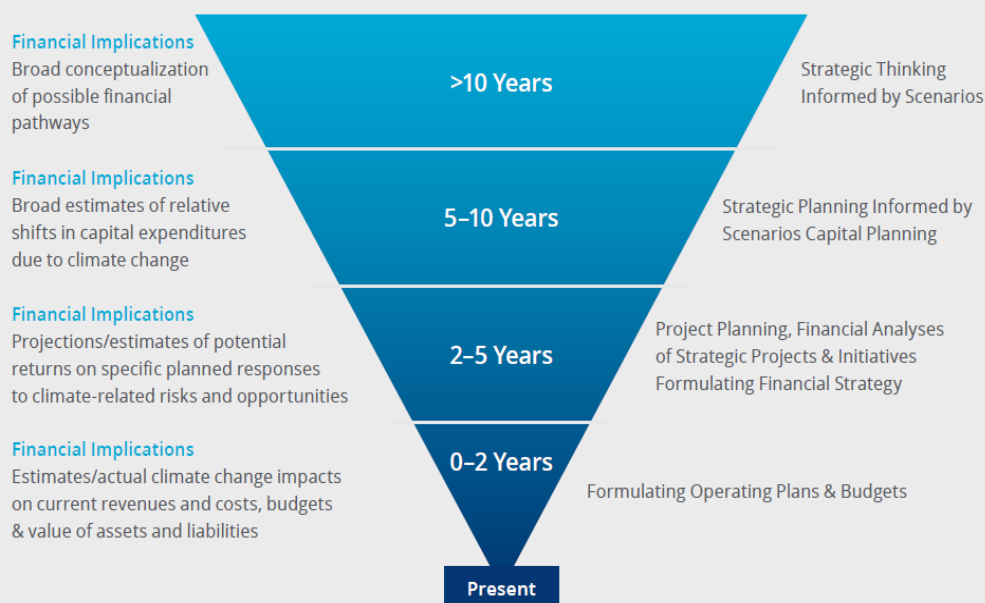 Financial Implications
Broad conceptualization
of possible financial
pathways
>10 Years
Strategic Thinking
Informed by Scenarios
Financial Implications
Broad estimates of relative
shifts in capital expenditures
due to climate change
5–10 Years
Strategic Planning Informed by
Scenarios Capital Planning
Financial Implications
Projections/estimates of potential
returns on specific planned responses
to climate-related risks and opportunities
2–5 Years
Project Planning, Financial Analyses
of Strategic Projects & Initiatives
Formulating Financial Strategy
Financial Implications
Estimates/actual climate change impacts
on current revenues and costs, budgets
& value of assets and liabilities
0–2 Years
Formulating Operating Plans & Budgets
Present